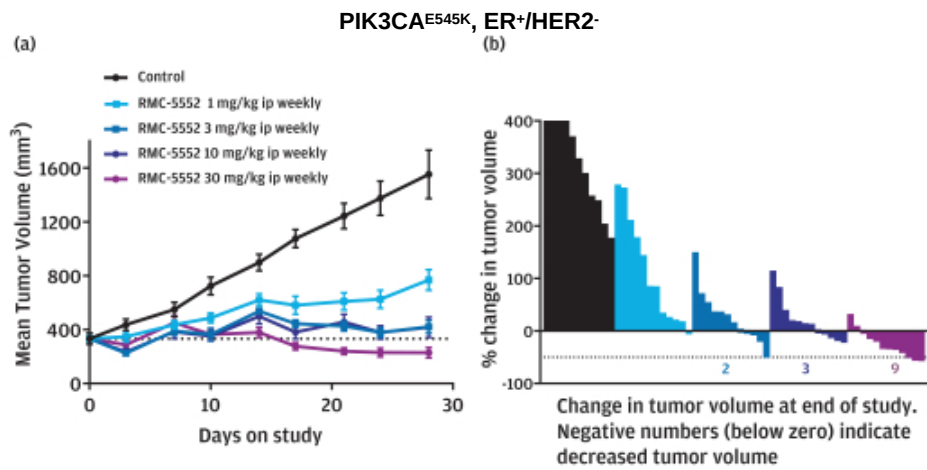 PIK3CAE545K, ER+/HER2-
(a)
Control
RMC-5552 1 mg/kg ip weekly
RMC-5552 3 mg/kg ip weekly
RMC-5552 10 mg/kg ip weekly
RMC-5552 30 mg/kg ip weekly
Mean Tumor Volume (mm3)
1600
1200
800
400
0
0
10
20
30
Days on study
(b)
% change in tumor volume
400
300
200
100
0
-100
2
3
9
Change in tumor volume at end of study.
Negative numbers (below zero) indicate
decreased tumor volume